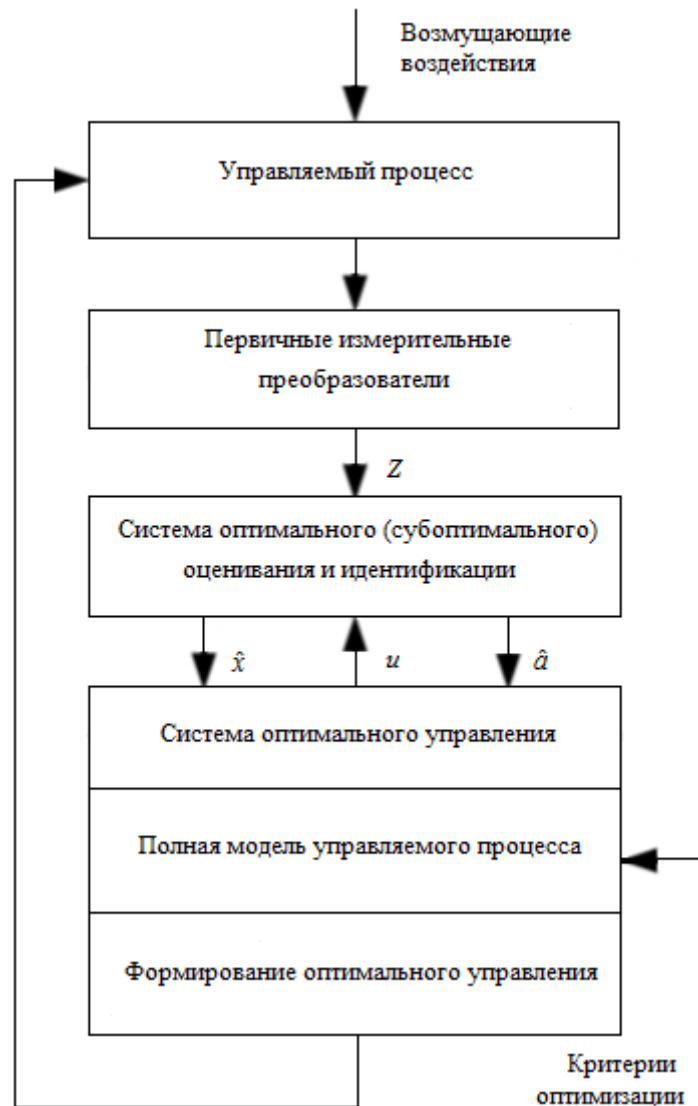 Возмущающие
воздействия
Управляемый процесс
Первичные измерительные
преобразователи
Z
Система оптимального (субоптимального)
оценивания и идентификации
x̂ u â
Система оптимального управления
Полная модель управляемого процесса
Формирование оптимального управления
Критерии
оптимизации